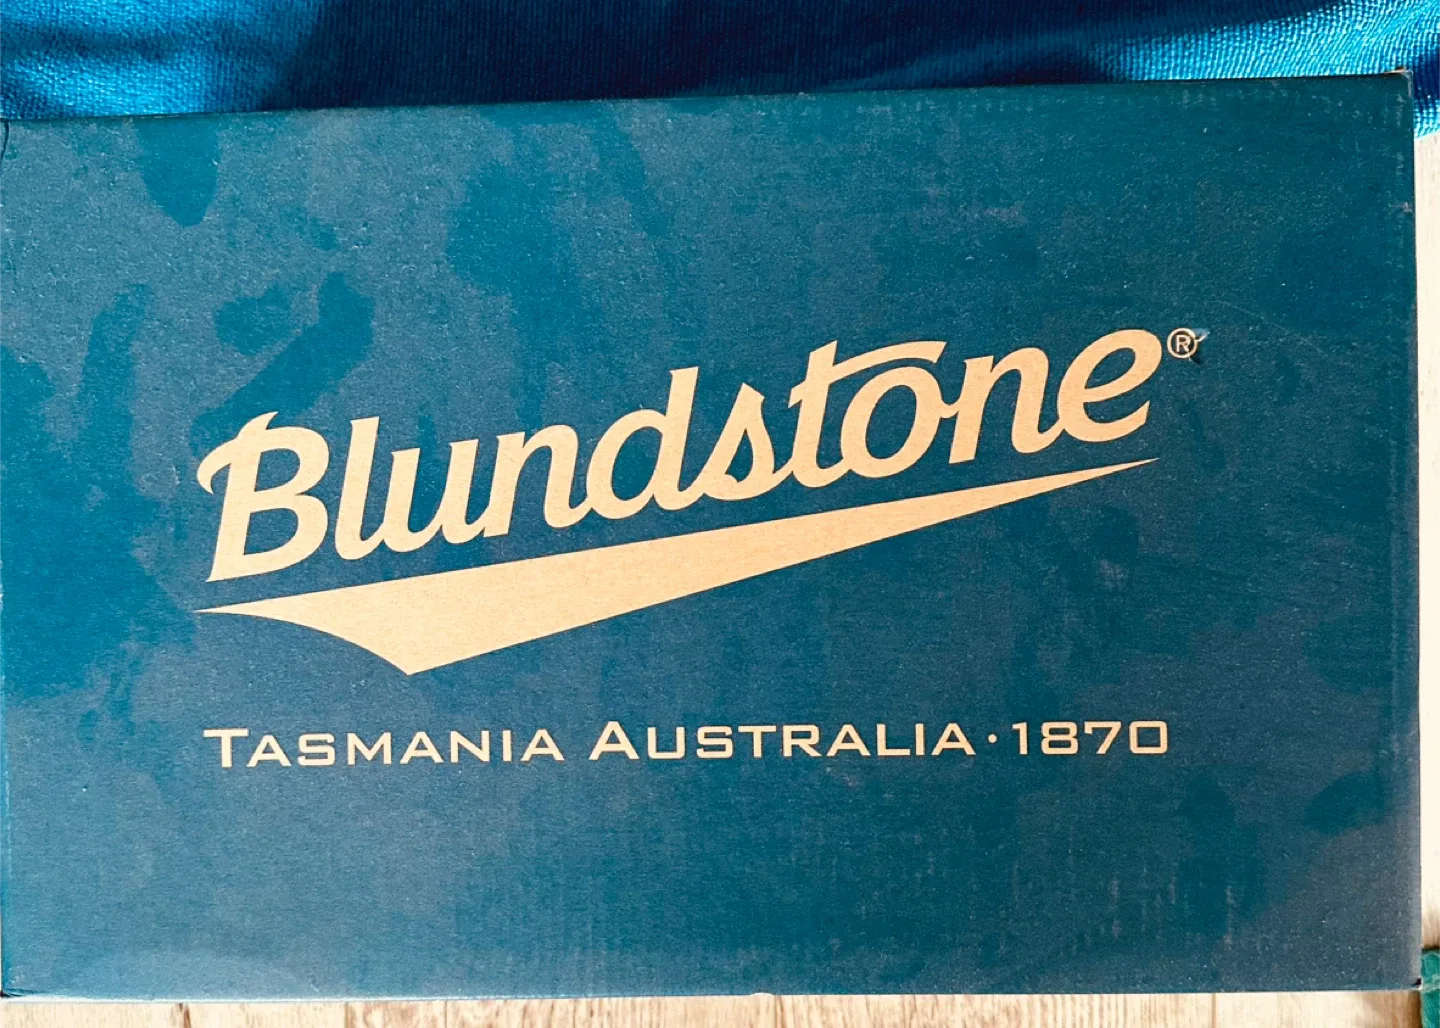 Blundstone®
TASMANIA AUSTRALIA · 1870